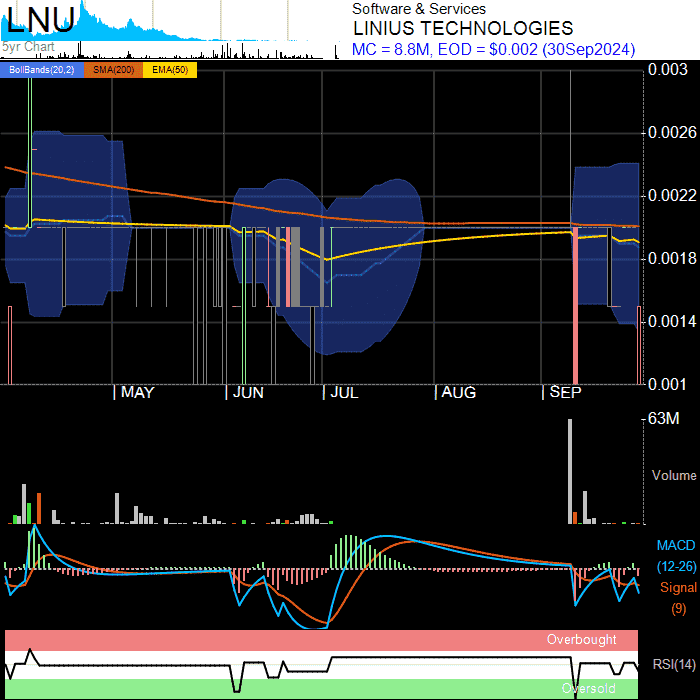 LNU
5yr Chart
Software & Services
LINIUS TECHNOLOGIES
MC = 8.8M, EOD = $0.002 (30Sep2024)
BollBands(20,2) SMA(200) EMA(50)
0.003
0.0026
0.0022
0.0018
0.0014
0.001
MAY JUN JUL AUG SEP
63M
Volume
MACD
(12-26)
Signal
(9)
Overbought
RSI(14)
Oversold